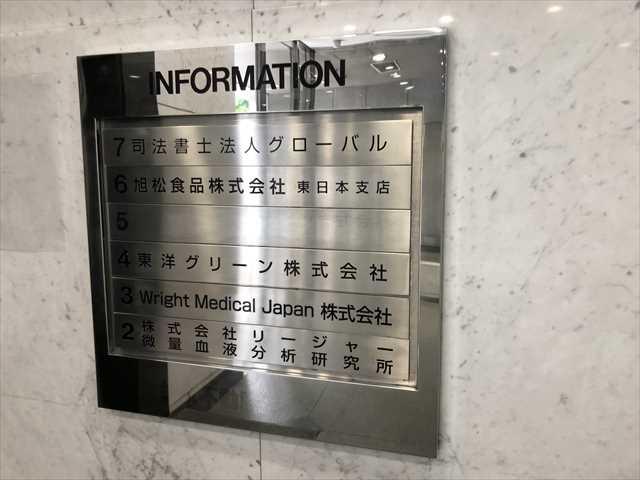 INFORMATION
7 司法書士法人グローバル
6 旭松食品株式会社 東日本支店
5
4 東洋グリーン株式会社
3 Wright Medical Japan 株式会社
2 株式会社リージャー
微量血液分析研究所